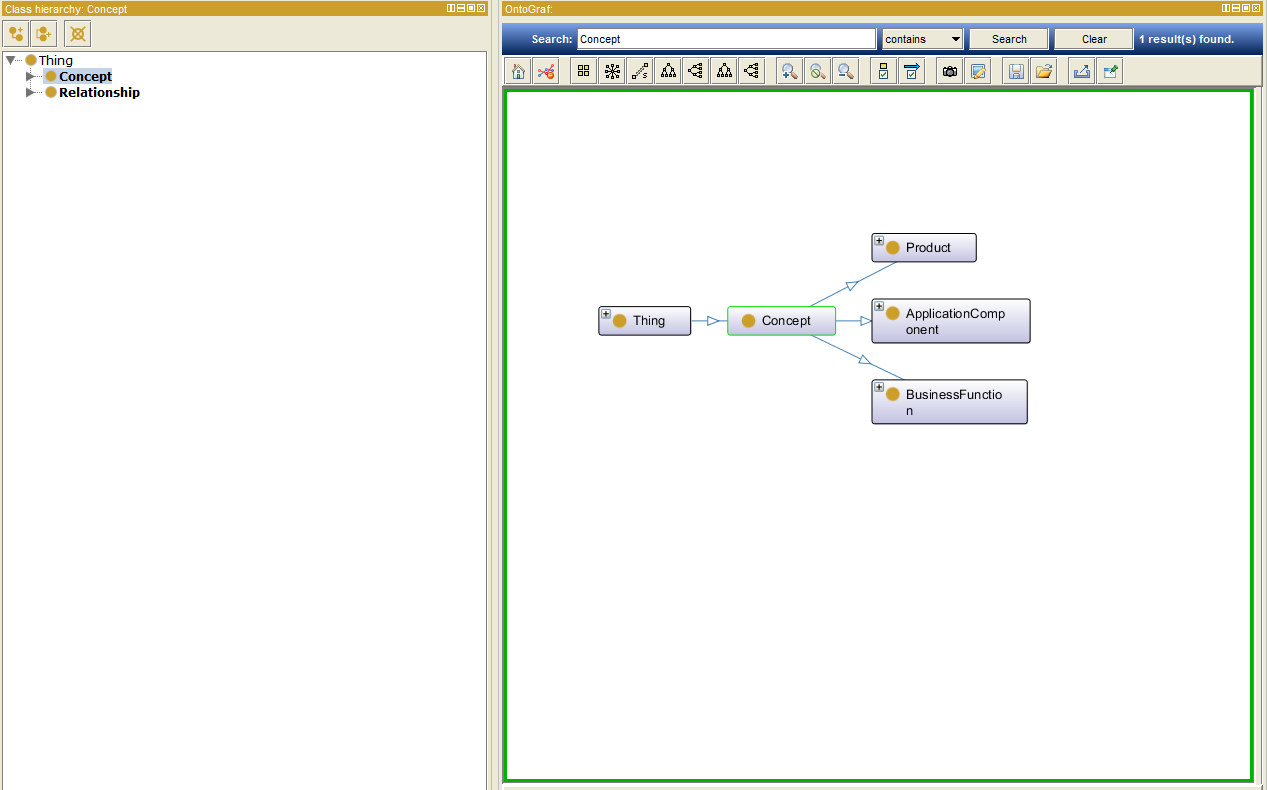 Class hierarchy: Concept
Thing
Concept
Relationship
OntoGraf:
Search: Concept contains Search Clear 1 result(s) found.
Product
Thing
Concept
ApplicationComp
onent
BusinessFunctio
n